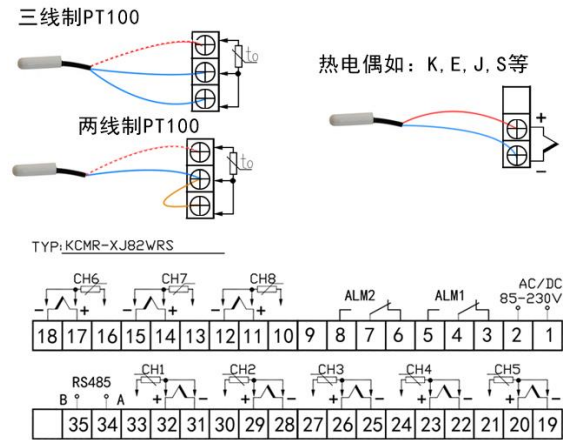 三线制PT100
to
热电偶如: K, E, J, S等
+
-
两线制PT100
to
TYP: KCMR-XJ82WRS
CH6 CH7 CH8 ALM2 ALM1 AC/DC
85-230V
- + - + - +
18 17 16 15 14 13 12 11 10 9 8 7 6 5 4 3 2 1
RS485 CH1 CH2 CH3 CH4 CH5
B A + - + - + - + - + -
35 34 33 32 31 30 29 28 27 26 25 24 23 22 21 20 19